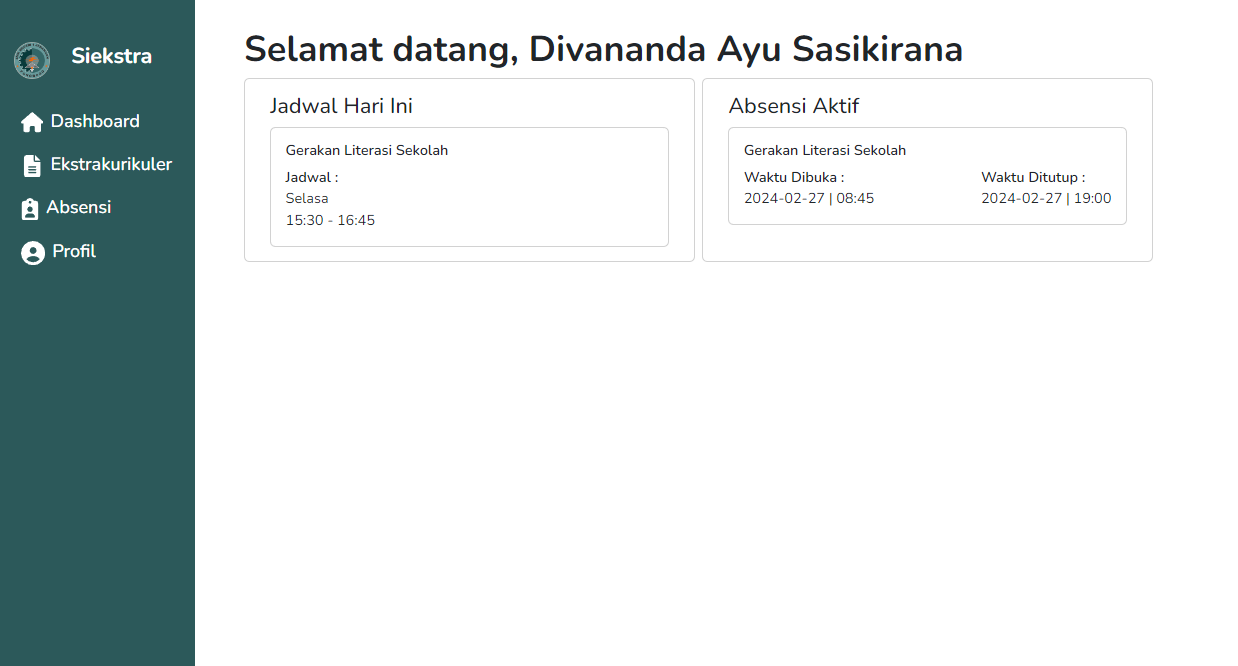 Siekstra
Dashboard
Ekstrakurikuler
Absensi
Profil
Selamat datang, Divananda Ayu Sasikirana
Jadwal Hari Ini
Gerakan Literasi Sekolah
Jadwal :
Selasa
15:30 - 16:45
Absensi Aktif
Gerakan Literasi Sekolah
Waktu Dibuka :
2024-02-27 | 08:45
Waktu Ditutup :
2024-02-27 | 19:00